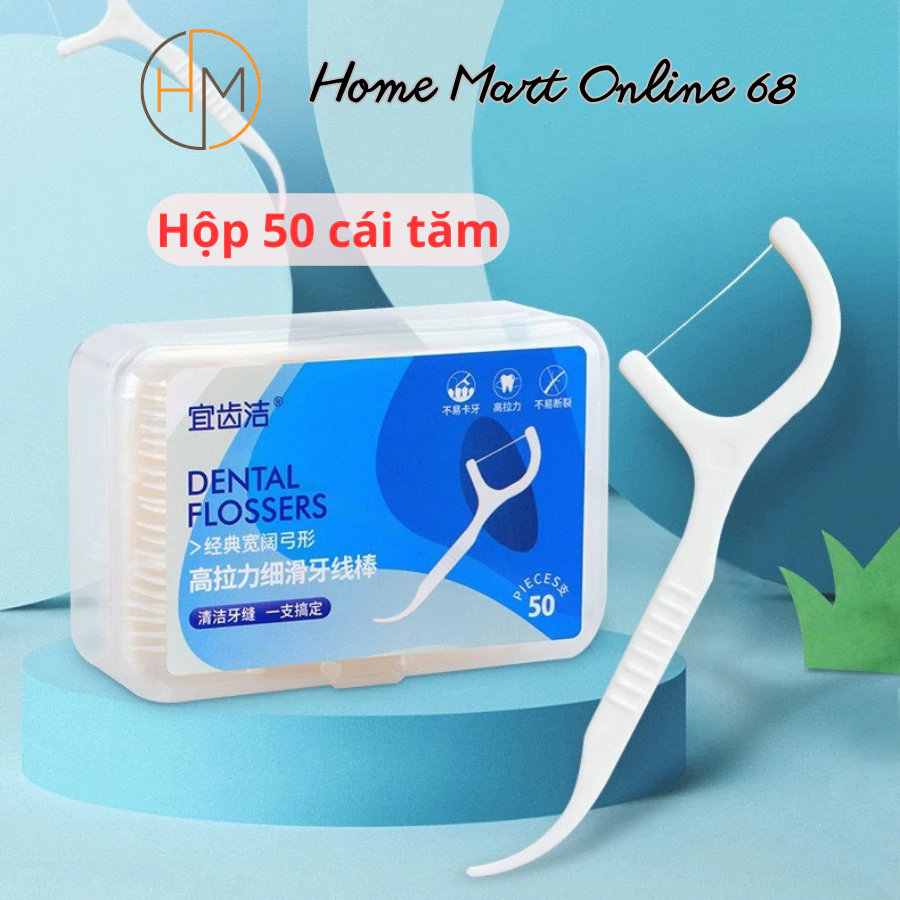 HM
Home Mart Online 68
Hộp 50 cái tăm
宜齿洁®
不易卡牙 高拉力 不易断裂
DENTAL
FLOSSERS
>经典宽阔弓形
高拉力细滑牙线棒
清洁牙缝 一支搞定
PIECES支
50